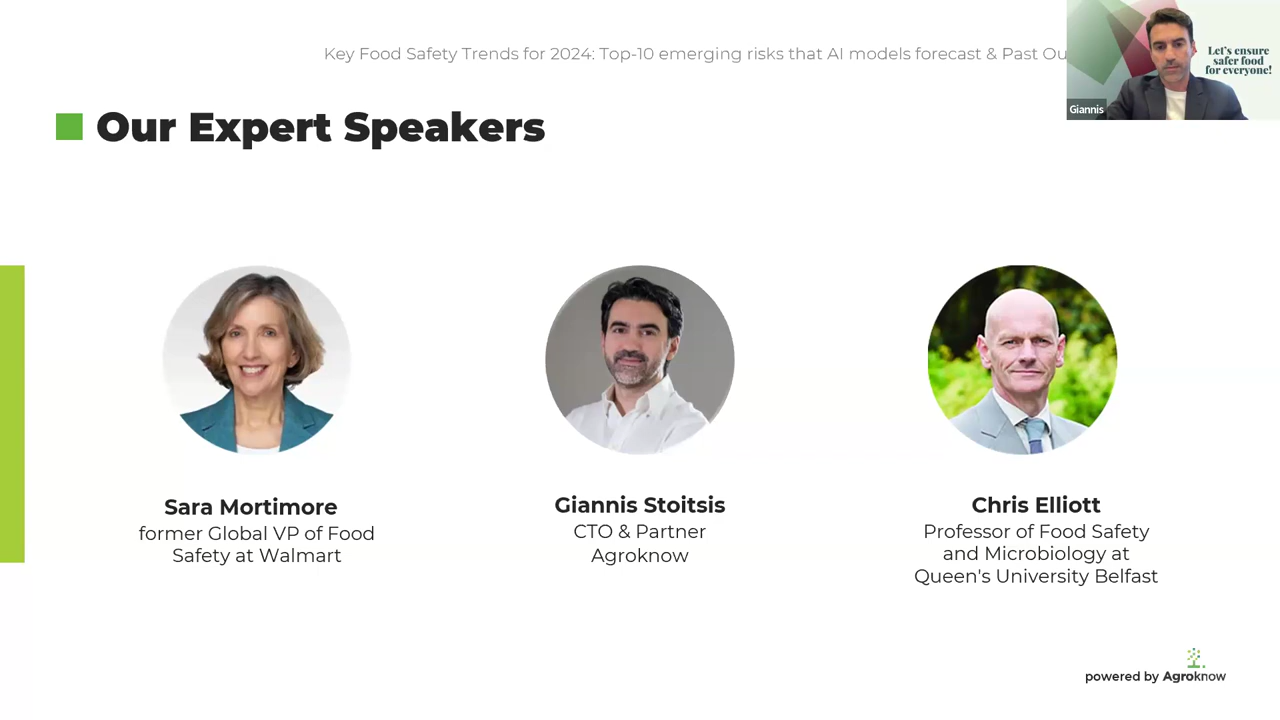 Key Food Safety Trends for 2024: Top-10 emerging risks that AI models forecast & Past Ou
Let's ensure
safer food
for everyone!
Giannis
Our Expert Speakers
Sara Mortimore
former Global VP of Food
Safety at Walmart
Giannis Stoitsis
CTO & Partner
Agroknow
Chris Elliott
Professor of Food Safety
and Microbiology at
Queen's University Belfast
powered by Agroknow